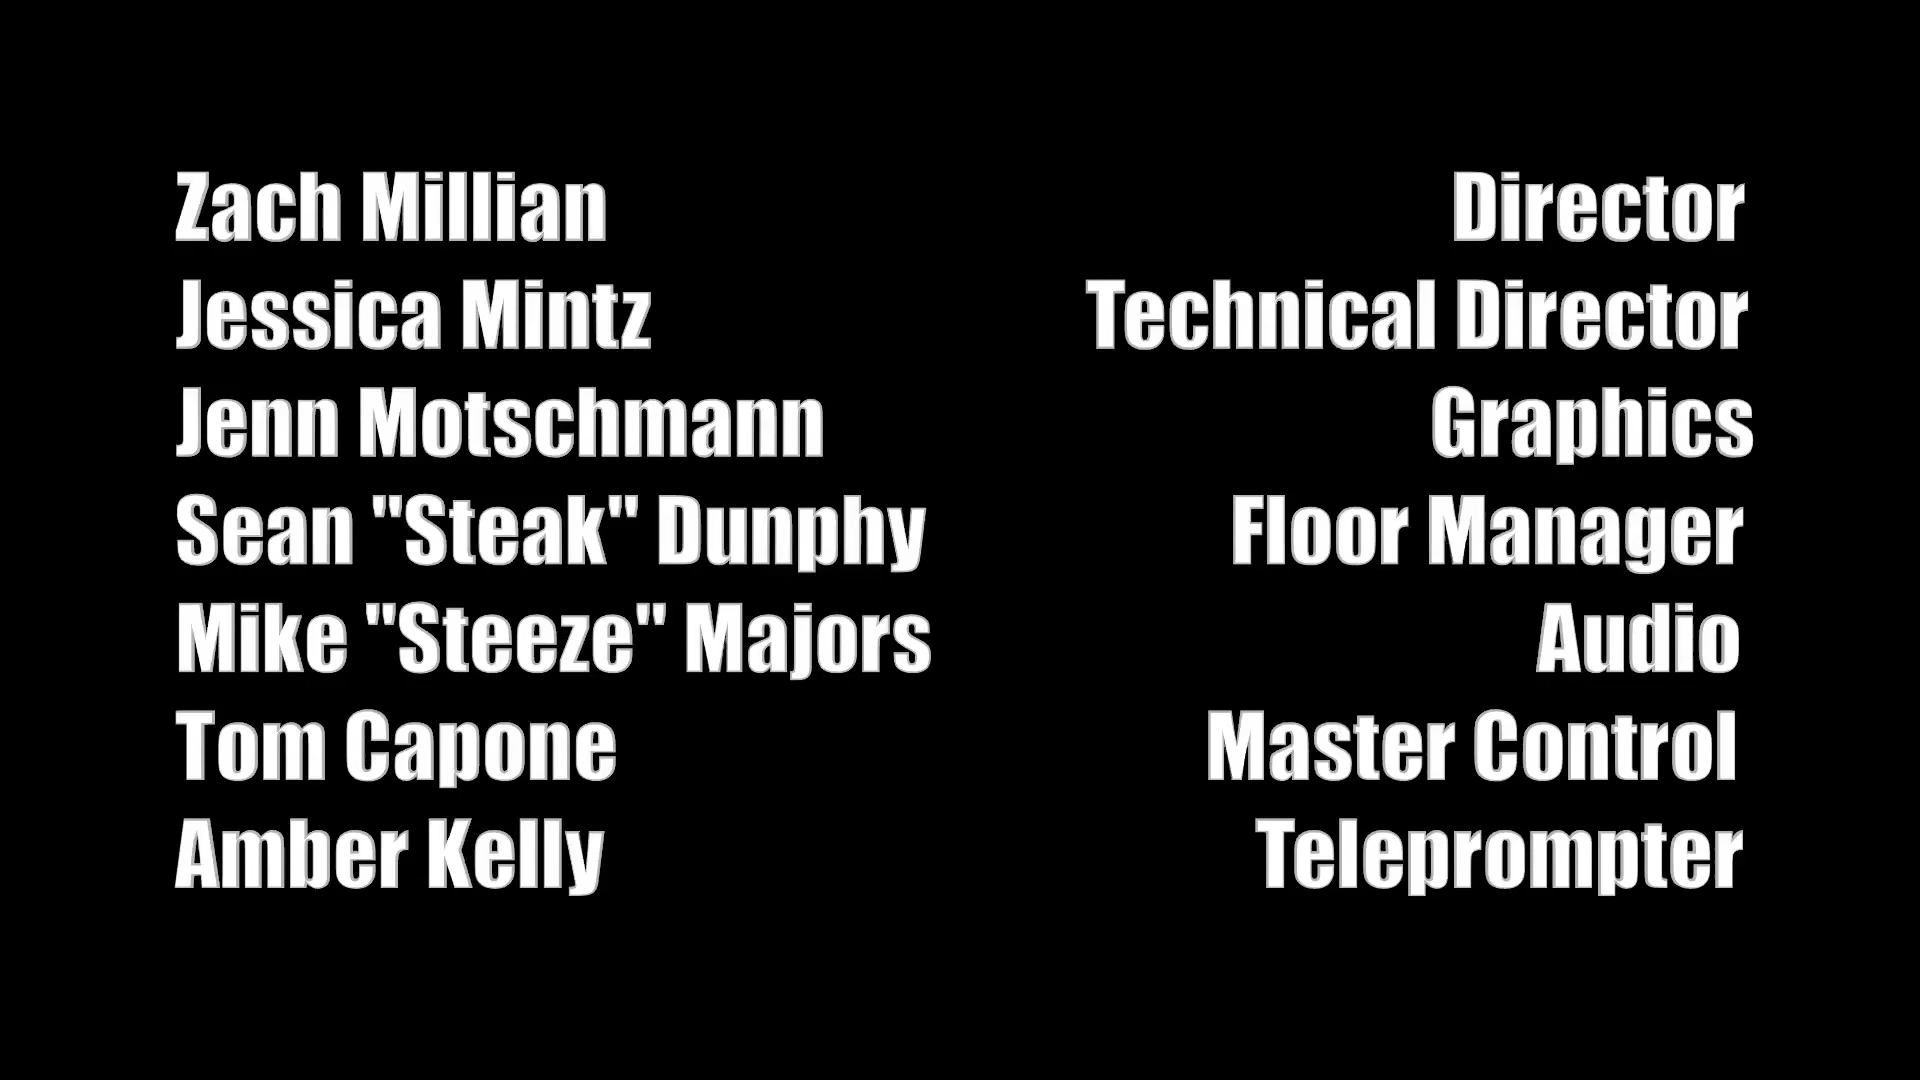 Zach Millian Director
Jessica Mintz Technical Director
Jenn Motschmann Graphics
Sean "Steak" Dunphy Floor Manager
Mike "Steeze" Majors Audio
Tom Capone Master Control
Amber Kelly Teleprompter